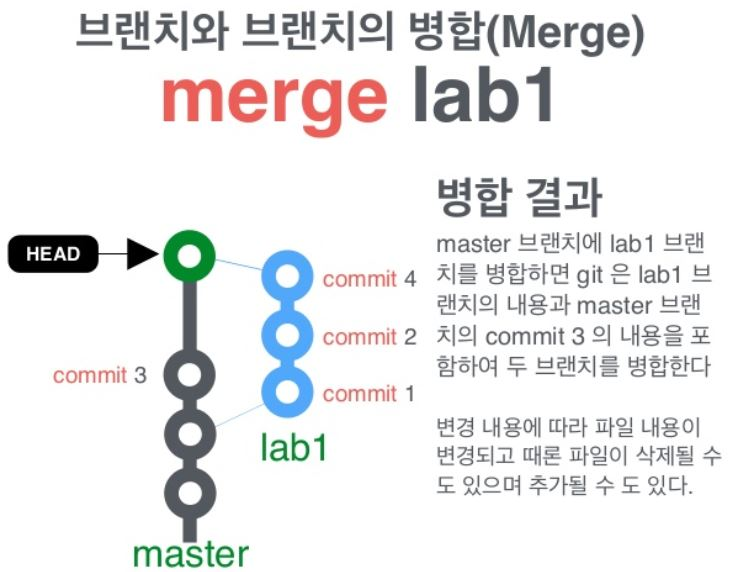 브랜치와 브랜치의 병합(Merge)
merge lab1
병합 결과
master 브랜치에 lab1 브랜
치를 병합하면 git 은 lab1 브
랜치의 내용과 master 브랜
치의 commit 3 의 내용을 포
함하여 두 브랜치를 병합한다
변경 내용에 따라 파일 내용이
변경되고 때론 파일이 삭제될 수
도 있으며 추가될 수 도 있다.
HEAD
commit 4
commit 2
commit 3
commit 1
lab1
master